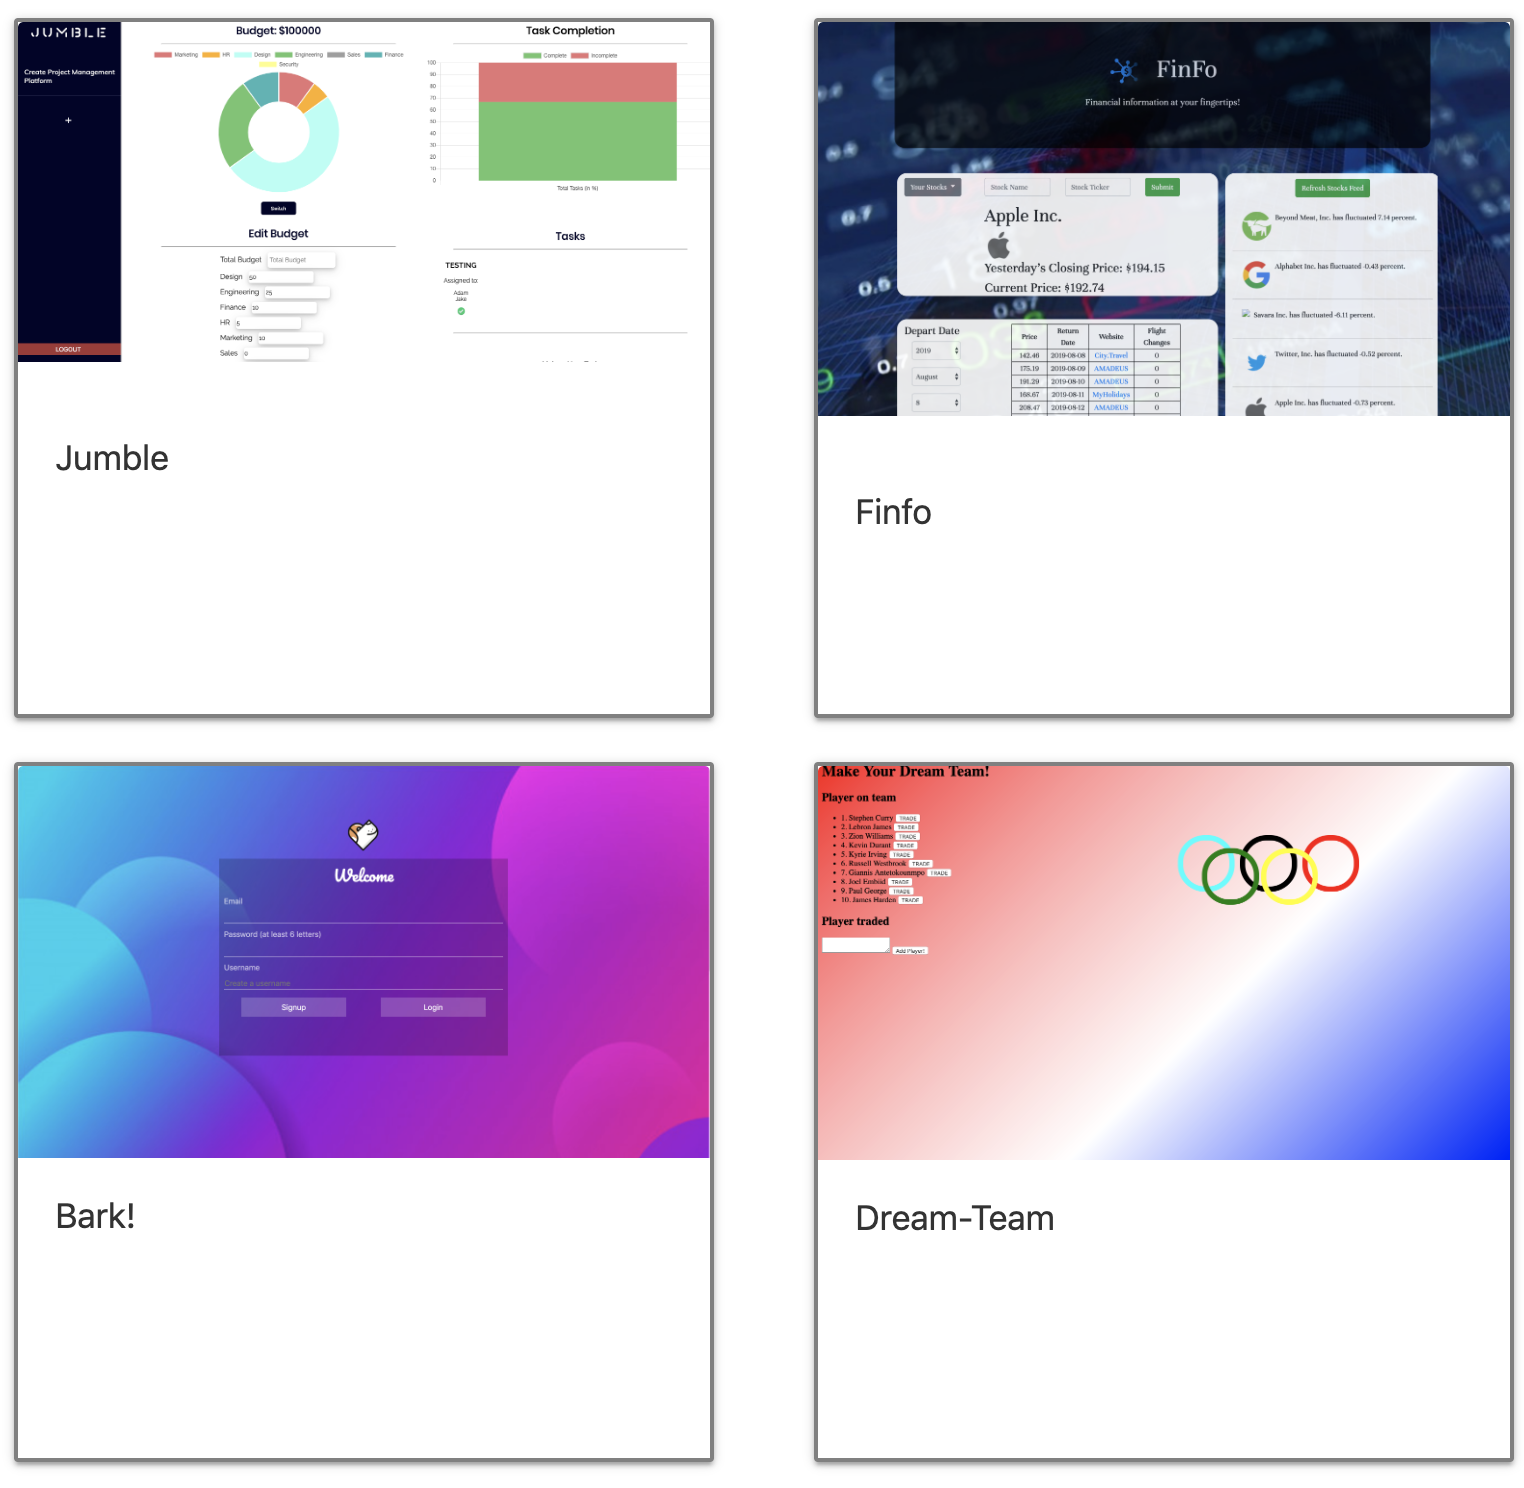 JUMBLE
Create Project Management
Platform
+
LOGOUT
Budget: $100000
Marketing HR Design Engineering Sales Finance
Security
Switch
Edit Budget
Total Budget Total Budget
Design 50
Engineering 25
Finance 10
HR 5
Marketing 10
Sales 0
Task Completion
Complete Incomplete
100
90
80
70
60
50
40
30
20
10
0
Total Tasks (in %)
Tasks
TESTING
Assigned to:
Adam
Jake
Jumble
FinFo
Financial information at your fingertips!
Your Stocks Stock Name Stock Ticker Submit
Apple Inc.
Yesterday's Closing Price: $194.15
Current Price: $192.74
Depart Date
2019
August
8
Price Return Date Website Flight Changes
142.46 2019-08-08 City.Travel 0
175.19 2019-08-09 AMADEUS 0
191.29 2019-08-10 AMADEUS 0
168.67 2019-08-11 MyHolidays 0
208.47 2019-08-12 AMADEUS 0
Refresh Stocks Feed
Beyond Meat, Inc. has fluctuated 7.14 percent.
Alphabet Inc. has fluctuated -0.43 percent.
Savara Inc. has fluctuated -6.11 percent.
Twitter, Inc. has fluctuated -0.52 percent.
Apple Inc. has fluctuated -0.73 percent.
Finfo
Welcome
Email
Password (at least 6 letters)
Username
Create a username
Signup Login
Bark!
Make Your Dream Team!
Player on team
1. Stephen Curry TRADE
2. Lebron James TRADE
3. Zion Williams TRADE
4. Kevin Durant TRADE
5. Kyrie Irving TRADE
6. Russell Westbrook TRADE
7. Giannis Antetokounmpo TRADE
8. Joel Embiid TRADE
9. Paul George TRADE
10. James Harden TRADE
Player traded
Add Player!
Dream-Team